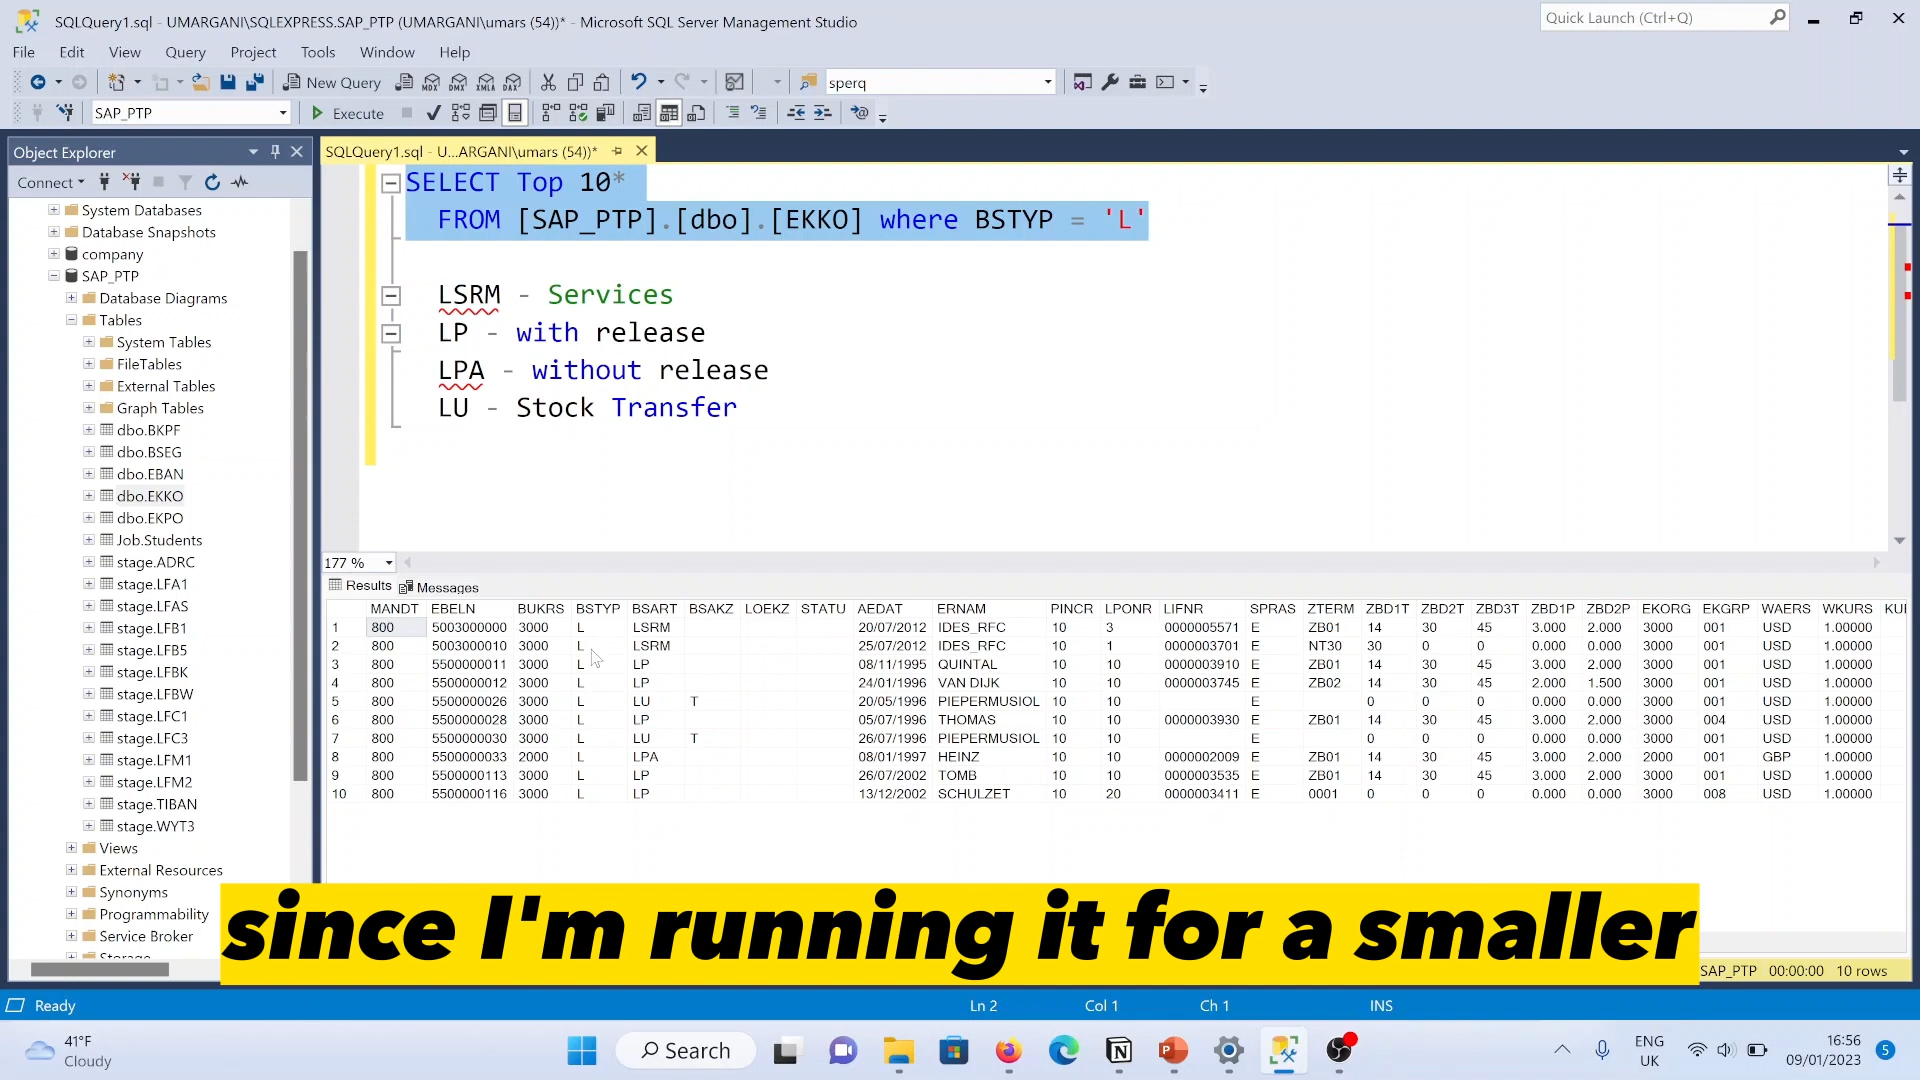 SQLQuery1.sql - UMARGANI\SQLEXPRESS.SAP_PTP (UMARGANI\umars (54))* - Microsoft SQL Server Management Studio
Quick Launch (Ctrl+Q)
File Edit View Query Project Tools Window Help
New Query MDX DMX XMLA DAX sperq
SAP_PTP Execute
Object Explorer
Connect
System Databases
Database Snapshots
company
SAP_PTP
Database Diagrams
Tables
System Tables
FileTables
External Tables
Graph Tables
dbo.BKPF
dbo.BSEG
dbo.EBAN
dbo.EKKO
dbo.EKPO
Job.Students
stage.ADRC
stage.LFA1
stage.LFAS
stage.LFB1
stage.LFB5
stage.LFBK
stage.LFBW
stage.LFC1
stage.LFC3
stage.LFM1
stage.LFM2
stage.TIBAN
stage.WYT3
Views
External Resources
Synonyms
Programmability
Service Broker
Storage
SQLQuery1.sql - U...ARGANI\umars (54))*
SELECT Top 10*
FROM [SAP_PTP].[dbo].[EKKO] where BSTYP = 'L'
LSRM - Services
LP - with release
LPA - without release
LU - Stock Transfer
177 %
Results Messages
MANDT EBELN BUKRS BSTYP BSART BSAKZ LOEKZ STATU AEDAT ERNAM PINCR LPONR LIFNR SPRAS ZTERM ZBD1T ZBD2T ZBD3T ZBD1P ZBD2P EKORG EKGRP WAERS WKURS
1 800 5003000000 3000 L LSRM 20/07/2012 IDES_RFC 10 3 0000005571 E ZB01 14 30 45 3.000 2.000 3000 001 USD 1.00000
2 800 5003000010 3000 L LSRM 25/07/2012 IDES_RFC 10 1 0000003701 E NT30 30 0 0 0.000 0.000 3000 001 USD 1.00000
3 800 5500000011 3000 L LP 08/11/1995 QUINTAL 10 10 0000003910 E ZB01 14 30 45 3.000 2.000 3000 001 USD 1.00000
4 800 5500000012 3000 L LP 24/01/1996 VAN DIJK 10 10 0000003745 E ZB02 14 30 45 2.000 1.500 3000 001 USD 1.00000
5 800 5500000026 3000 L LU T 20/05/1996 PIEPERMUSIOL 10 10 E 0 0 0 0.000 0.000 3000 001 USD 1.00000
6 800 5500000028 3000 L LP 05/07/1996 THOMAS 10 10 0000003930 E ZB01 14 30 45 3.000 2.000 3000 004 USD 1.00000
7 800 5500000030 3000 L LU T 26/07/1996 PIEPERMUSIOL 10 10 E 0 0 0 0.000 0.000 3000 001 USD 1.00000
8 800 5500000033 2000 L LPA 08/01/1997 HEINZ 10 10 0000002009 E ZB01 14 30 45 3.000 2.000 2000 001 GBP 1.00000
9 800 5500000113 3000 L LP 26/07/2002 TOMB 10 10 0000003535 E ZB01 14 30 45 3.000 2.000 3000 001 USD 1.00000
10 800 5500000116 3000 L LP 13/12/2002 SCHULZET 10 20 0000003411 E 0001 0 0 0 0.000 0.000 3000 008 USD 1.00000
since I'm running it for a smaller
SAP_PTP 00:00:00 10 rows
Ready Ln 2 Col 1 Ch 1 INS
41°F
Cloudy
Search
ENG
UK
16:56
09/01/2023
5